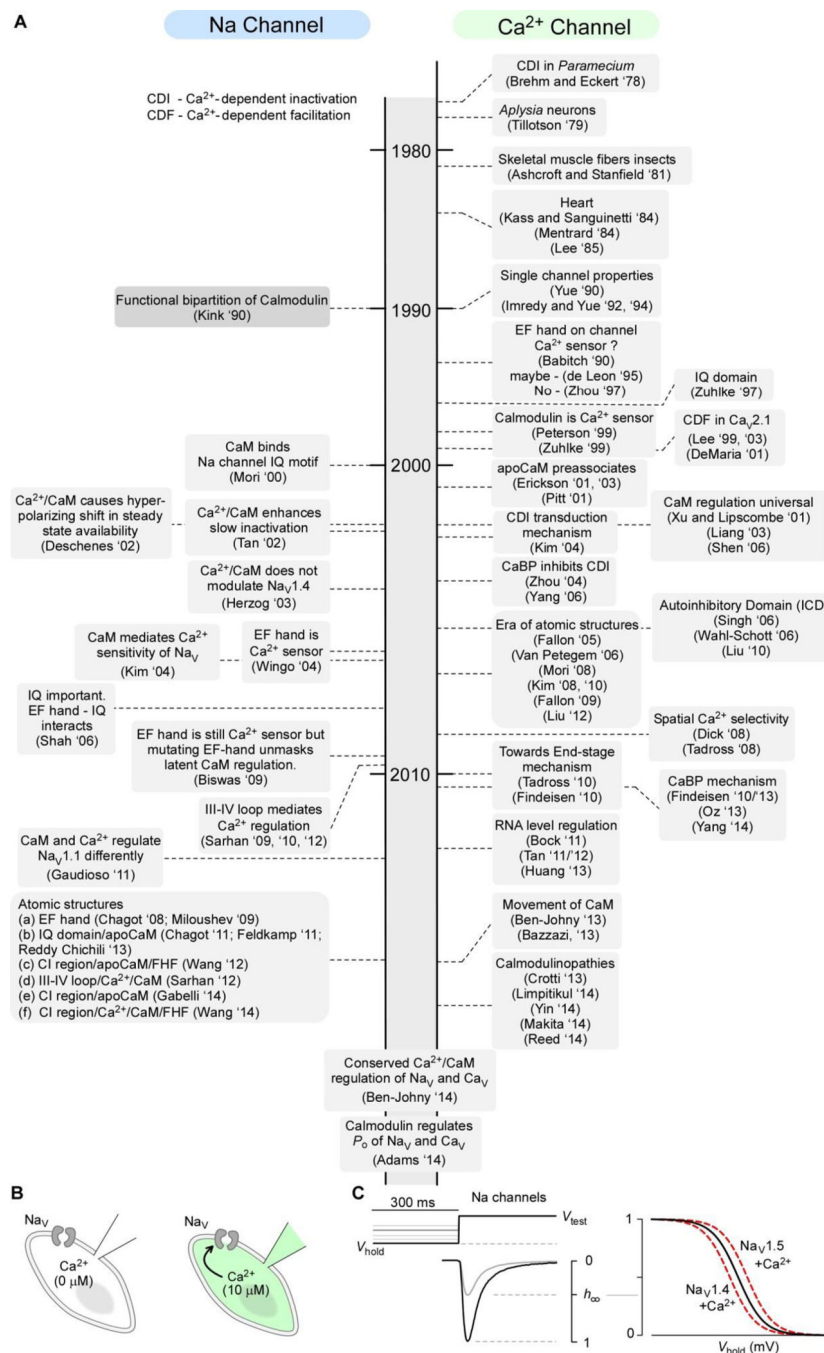 A
Na Channel
Ca2+ Channel
CDI - Ca2+-dependent inactivation
CDF - Ca2+-dependent facilitation
CDI in Paramecium
(Brehm and Eckert ‘78)
Aplysia neurons
(Tillotson ‘79)
1980
Skeletal muscle fibers insects
(Ashcroft and Stanfield ‘81)
Heart
(Kass and Sanguinetti ‘84)
(Mentrard ‘84)
(Lee ‘85)
Single channel properties
(Yue ‘90)
(Imredy and Yue ‘92, ‘94)
Functional bipartition of Calmodulin
(Kink ‘90)
1990
EF hand on channel
Ca2+ sensor ?
(Babitch ‘90)
maybe - (de Leon ‘95)
No - (Zhou ‘97)
IQ domain
(Zuhlke ‘97)
Calmodulin is Ca2+ sensor
(Peterson ‘99)
(Zuhlke ‘99)
CDF in CaV2.1
(Lee ‘99, ‘03)
(DeMaria ‘01)
CaM binds
Na channel IQ motif
(Mori ‘00)
2000
apoCaM preassociates
(Erickson ‘01, ‘03)
(Pitt ‘01)
Ca2+/CaM causes hyper-
polarizing shift in steady
state availability
(Deschenes ‘02)
Ca2+/CaM enhances
slow inactivation
(Tan ‘02)
CDI transduction
mechanism
(Kim ‘04)
CaM regulation universal
(Xu and Lipscombe ‘01)
(Liang ‘03)
(Shen ‘06)
Ca2+/CaM does not
modulate NaV1.4
(Herzog ‘03)
CaBP inhibits CDI
(Zhou ‘04)
(Yang ‘06)
CaM mediates Ca2+
sensitivity of NaV
(Kim ‘04)
EF hand is
Ca2+ sensor
(Wingo ‘04)
Era of atomic structures
(Fallon ‘05)
(Van Petegem ‘06)
(Mori ‘08)
(Kim ‘08, ‘10)
(Fallon ‘09)
(Liu ‘12)
Autoinhibitory Domain (ICD
(Singh ‘06)
(Wahl-Schott ‘06)
(Liu ‘10)
IQ important.
EF hand - IQ
interacts
(Shah ‘06)
EF hand is still Ca2+ sensor but
mutating EF-hand unmasks
latent CaM regulation.
(Biswas ‘09)
Spatial Ca2+ selectivity
(Dick ‘08)
(Tadross ‘08)
2010
Towards End-stage
mechanism
(Tadross ‘10)
(Findeisen ‘10)
CaBP mechanism
(Findeisen ‘10/‘13)
(Oz ‘13)
(Yang ‘14)
III-IV loop mediates
Ca2+ regulation
(Sarhan ‘09, ‘10, ‘12)
RNA level regulation
(Bock ‘11)
(Tan ‘11/‘12)
(Huang ‘13)
CaM and Ca2+ regulate
NaV1.1 differently
(Gaudioso ‘11)
Atomic structures
(a) EF hand (Chagot ‘08; Miloushev ‘09)
(b) IQ domain/apoCaM (Chagot ‘11; Feldkamp ‘11;
Reddy Chichili ‘13)
(c) CI region/apoCaM/FHF (Wang ‘12)
(d) III-IV loop/Ca2+/CaM (Sarhan ‘12)
(e) CI region/apoCaM (Gabelli ‘14)
(f) CI region/Ca2+/CaM/FHF (Wang ‘14)
Movement of CaM
(Ben-Johny ‘13)
(Bazzazi, ‘13)
Calmodulinopathies
(Crotti ‘13)
(Limpitikul ‘14)
(Yin ‘14)
(Makita ‘14)
(Reed ‘14)
Conserved Ca2+/CaM
regulation of NaV and CaV
(Ben-Johny ‘14)
Calmodulin regulates
Po of NaV and CaV
(Adams ‘14)
B
NaV
Ca2+
(0 µM)
NaV
Ca2+
(10 µM)
C
300 ms
Na channels
Vtest
Vhold
0
h∞
1
1
0
NaV1.5
+Ca2+
NaV1.4
+Ca2+
Vhold (mV)